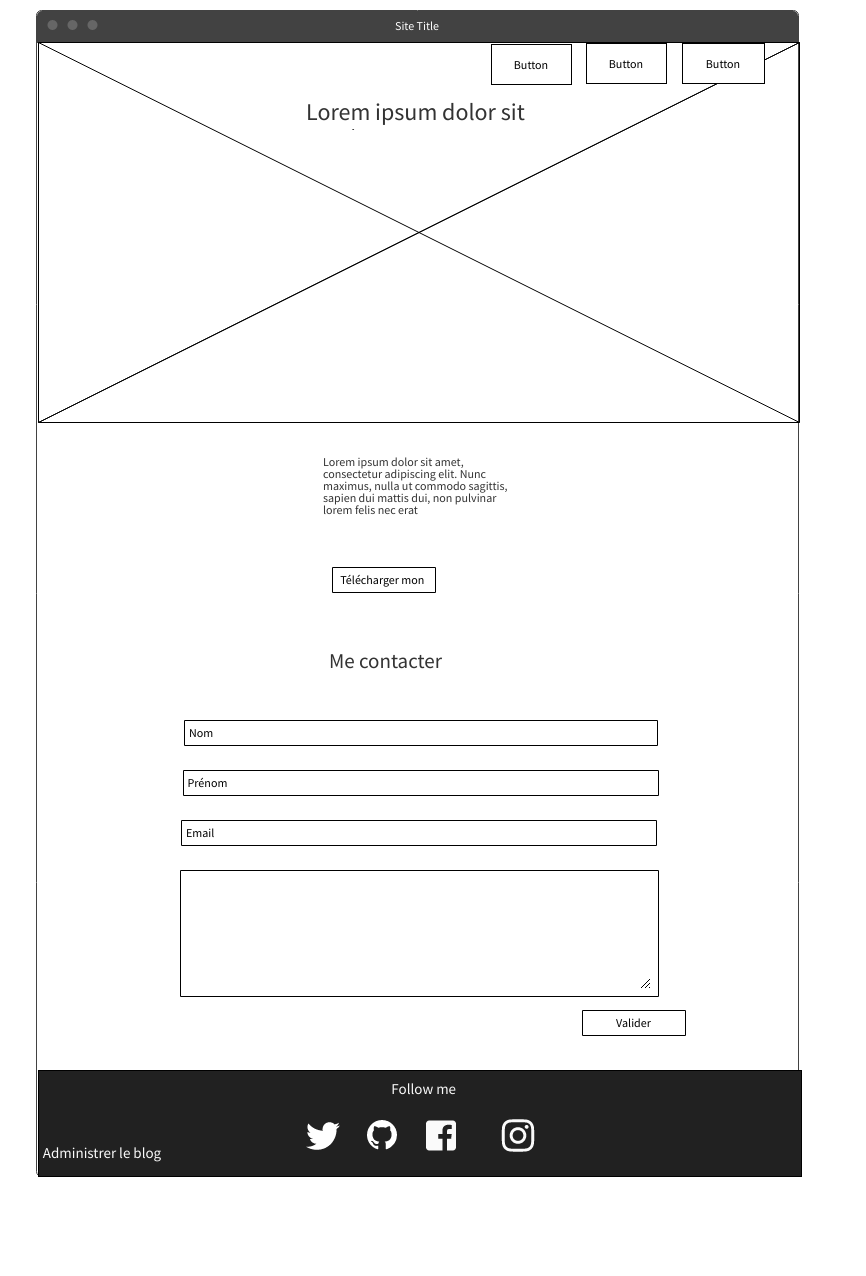 Site Title
Button Button Button
Lorem ipsum dolor sit
Lorem ipsum dolor sit amet,
consectetur adipiscing elit. Nunc
maximus, nulla ut commodo sagittis,
sapien dui mattis dui, non pulvinar
lorem felis nec erat
Télécharger mon
Me contacter
Nom
Prénom
Email
Valider
Follow me
Administrer le blog